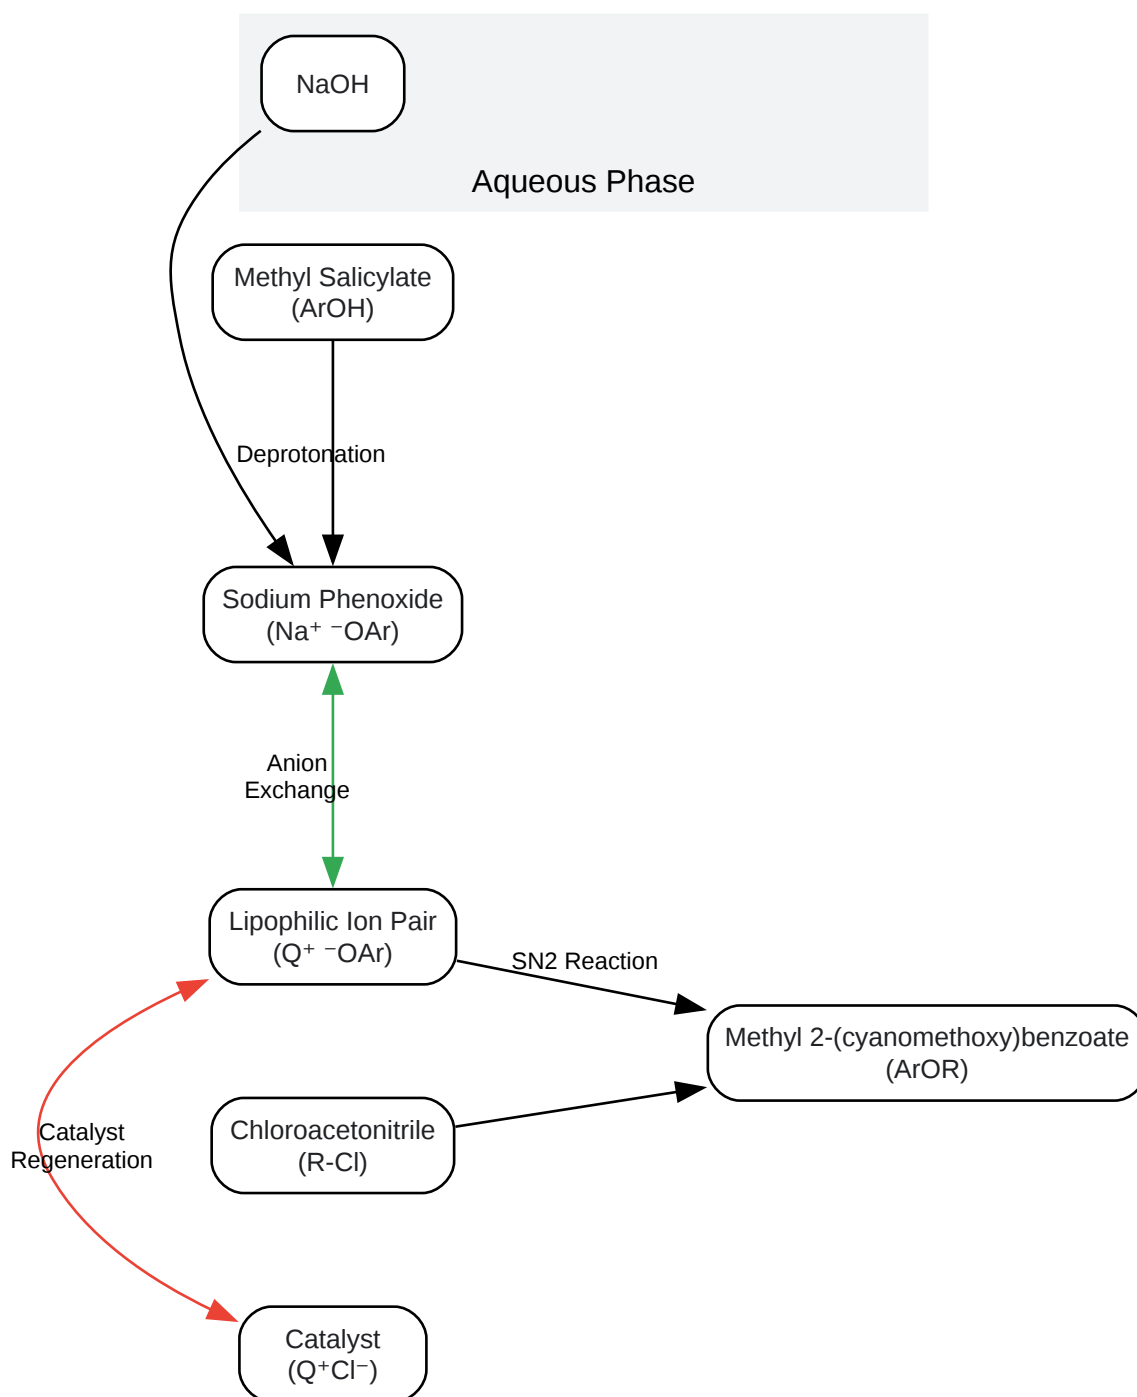 NaOH
Aqueous Phase
Methyl Salicylate
(ArOH)
Deprotonation
Sodium Phenoxide
(Na⁺ ⁻OAr)
Anion
Exchange
Lipophilic Ion Pair
(Q⁺ ⁻OAr)
SN2 Reaction
Methyl 2-(cyanomethoxy)benzoate
(ArOR)
Chloroacetonitrile
(R-Cl)
Catalyst
Regeneration
Catalyst
(Q⁺Cl⁻)